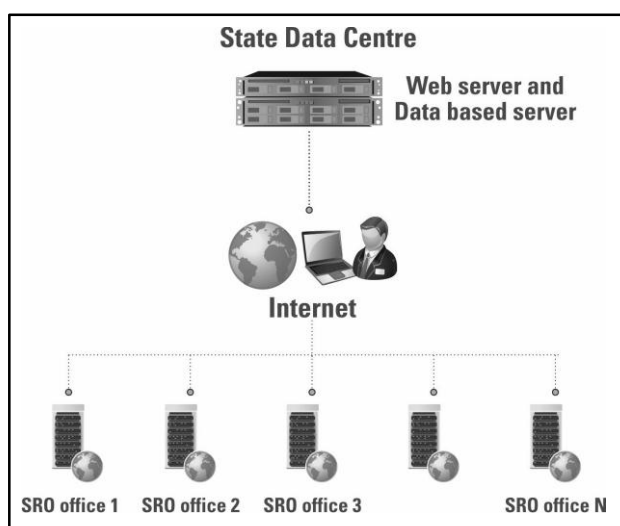 State Data Centre
Web server and
Data based server
Internet
SRO office 1
SRO office 2
SRO office 3
SRO office N